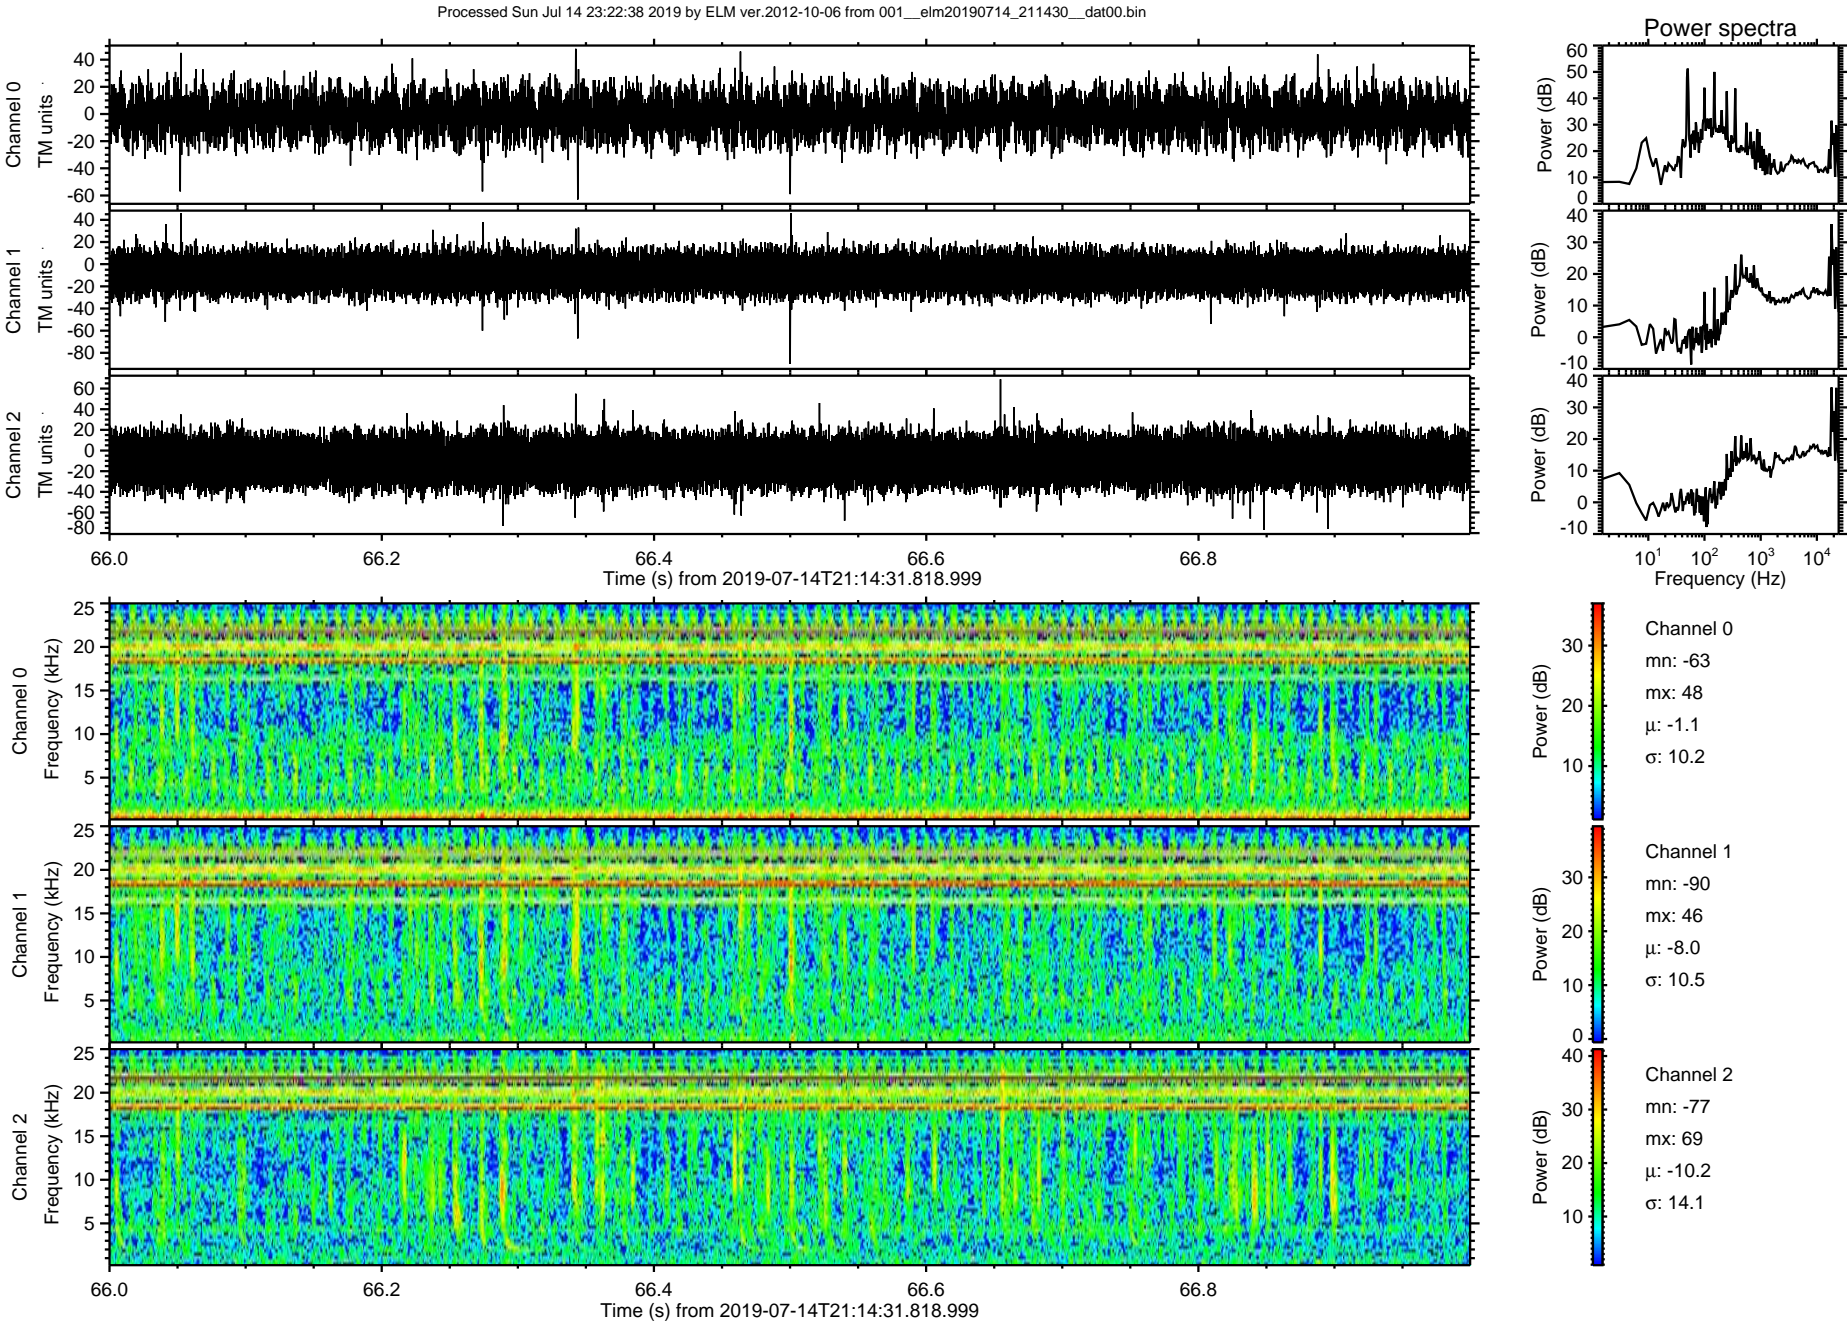 Processed Sun Jul 14 23:22:38 2019 by ELM ver.2012-10-06 from 001__elm20190714_211430__dat00.bin
Power spectra
Channel 0
TM units
40
20
0
-20
-40
-60
Power (dB)
60
50
40
30
20
10
0
Channel 1
TM units
40
20
0
-20
-40
-60
-80
Power (dB)
40
30
20
10
0
-10
Channel 2
TM units
60
40
20
0
-20
-40
-60
-80
Power (dB)
40
30
20
10
0
-10
66.0 66.2 66.4 66.6 66.8
Time (s) from 2019-07-14T21:14:31.818.999
10¹ 10² 10³ 10⁴
Frequency (Hz)
Channel 0
Frequency (kHz)
25
20
15
10
5
Power (dB)
30
20
10
Channel 0
mn: -63
mx: 48
μ: -1.1
σ: 10.2
Channel 1
Frequency (kHz)
25
20
15
10
5
Power (dB)
30
20
10
0
Channel 1
mn: -90
mx: 46
μ: -8.0
σ: 10.5
Channel 2
Frequency (kHz)
25
20
15
10
5
Power (dB)
40
30
20
10
Channel 2
mn: -77
mx: 69
μ: -10.2
σ: 14.1
66.0 66.2 66.4 66.6 66.8
Time (s) from 2019-07-14T21:14:31.818.999